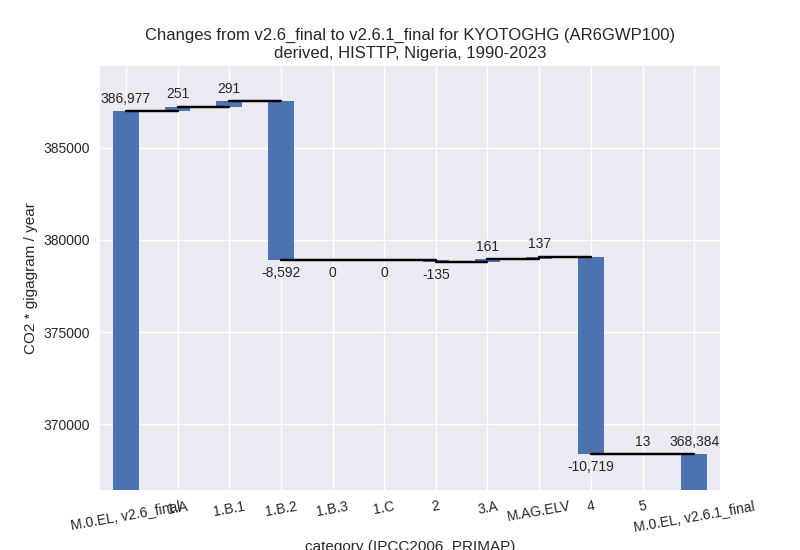 Changes from v2.6_final to v2.6.1_final for KYOTOGHG (AR6GWP100)
derived, HISTTP, Nigeria, 1990-2023
386,977
251
291
-8,592
0
0
-135
161
137
-10,719
13
368,384
385000
380000
375000
370000
CO2 * gigagram / year
M.0.EL, v2.6_final
1.A
1.B.1
1.B.2
1.B.3
1.C
2
3.A
M.AG.ELV
4
5
M.0.EL, v2.6.1_final
category (IPCC2006_PRIMAP)